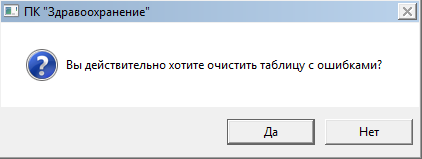 ПК "Здравоохранение"
Вы действительно хотите очистить таблицу с ошибками?
Да
Нет